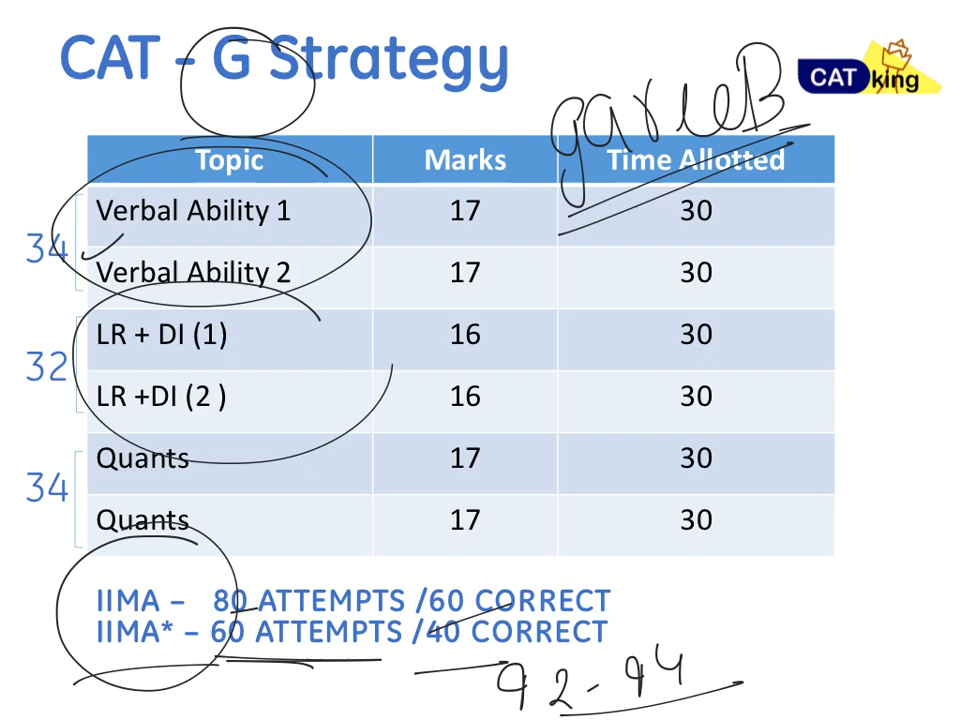 CAT - G Strategy
garieB
CATking
Topic Marks Time Allotted
Verbal Ability 1 17 30
34
Verbal Ability 2 17 30
LR + DI (1) 16 30
32
LR +DI (2 ) 16 30
Quants 17 30
34
Quants 17 30
IIMA – 80 ATTEMPTS /60 CORRECT
IIMA* – 60 ATTEMPTS /40 CORRECT
92 - 94